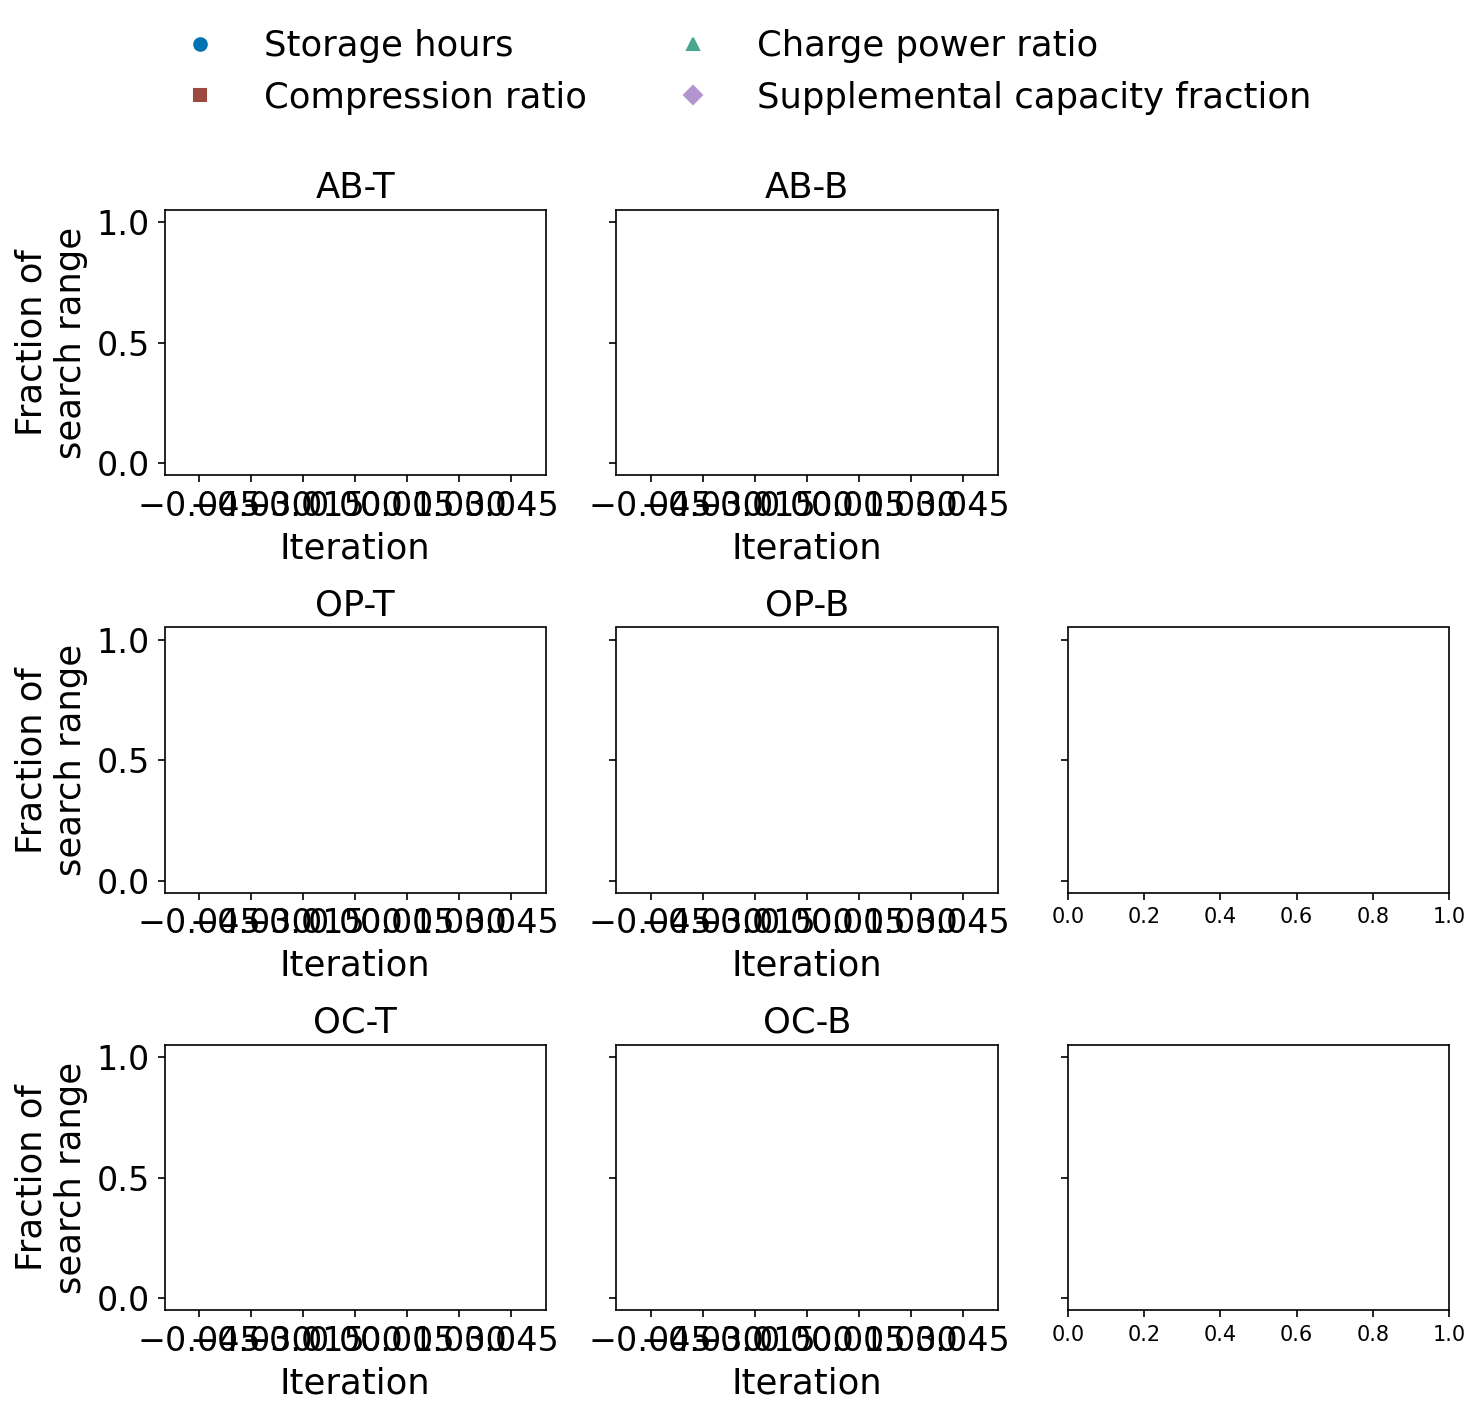 Storage hours
Compression ratio
Charge power ratio
Supplemental capacity fraction
AB-T
AB-B
Fraction of
search range
1.0
0.5
0.0
Iteration
Iteration
OP-T
OP-B
Fraction of
search range
1.0
0.5
0.0
0.0 0.2 0.4 0.6 0.8 1.0
Iteration
Iteration
OC-T
OC-B
Fraction of
search range
1.0
0.5
0.0
0.0 0.2 0.4 0.6 0.8 1.0
Iteration
Iteration